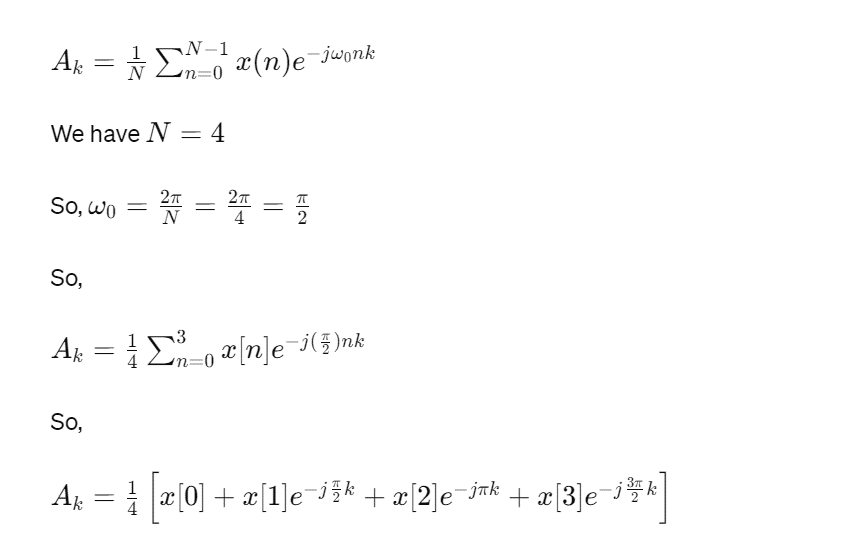 $A_k = \frac{1}{N} \sum_{n=0}^{N-1} x(n)e^{-j\omega_0 nk}$
We have $N = 4$
So, $\omega_0 = \frac{2\pi}{N} = \frac{2\pi}{4} = \frac{\pi}{2}$
So,
$A_k = \frac{1}{4} \sum_{n=0}^{3} x[n]e^{-j(\frac{\pi}{2})nk}$
So,
$A_k = \frac{1}{4} \left[ x[0] + x[1]e^{-j\frac{\pi}{2}k} + x[2]e^{-j\pi k} + x[3]e^{-j\frac{3\pi}{2}k} \right]$